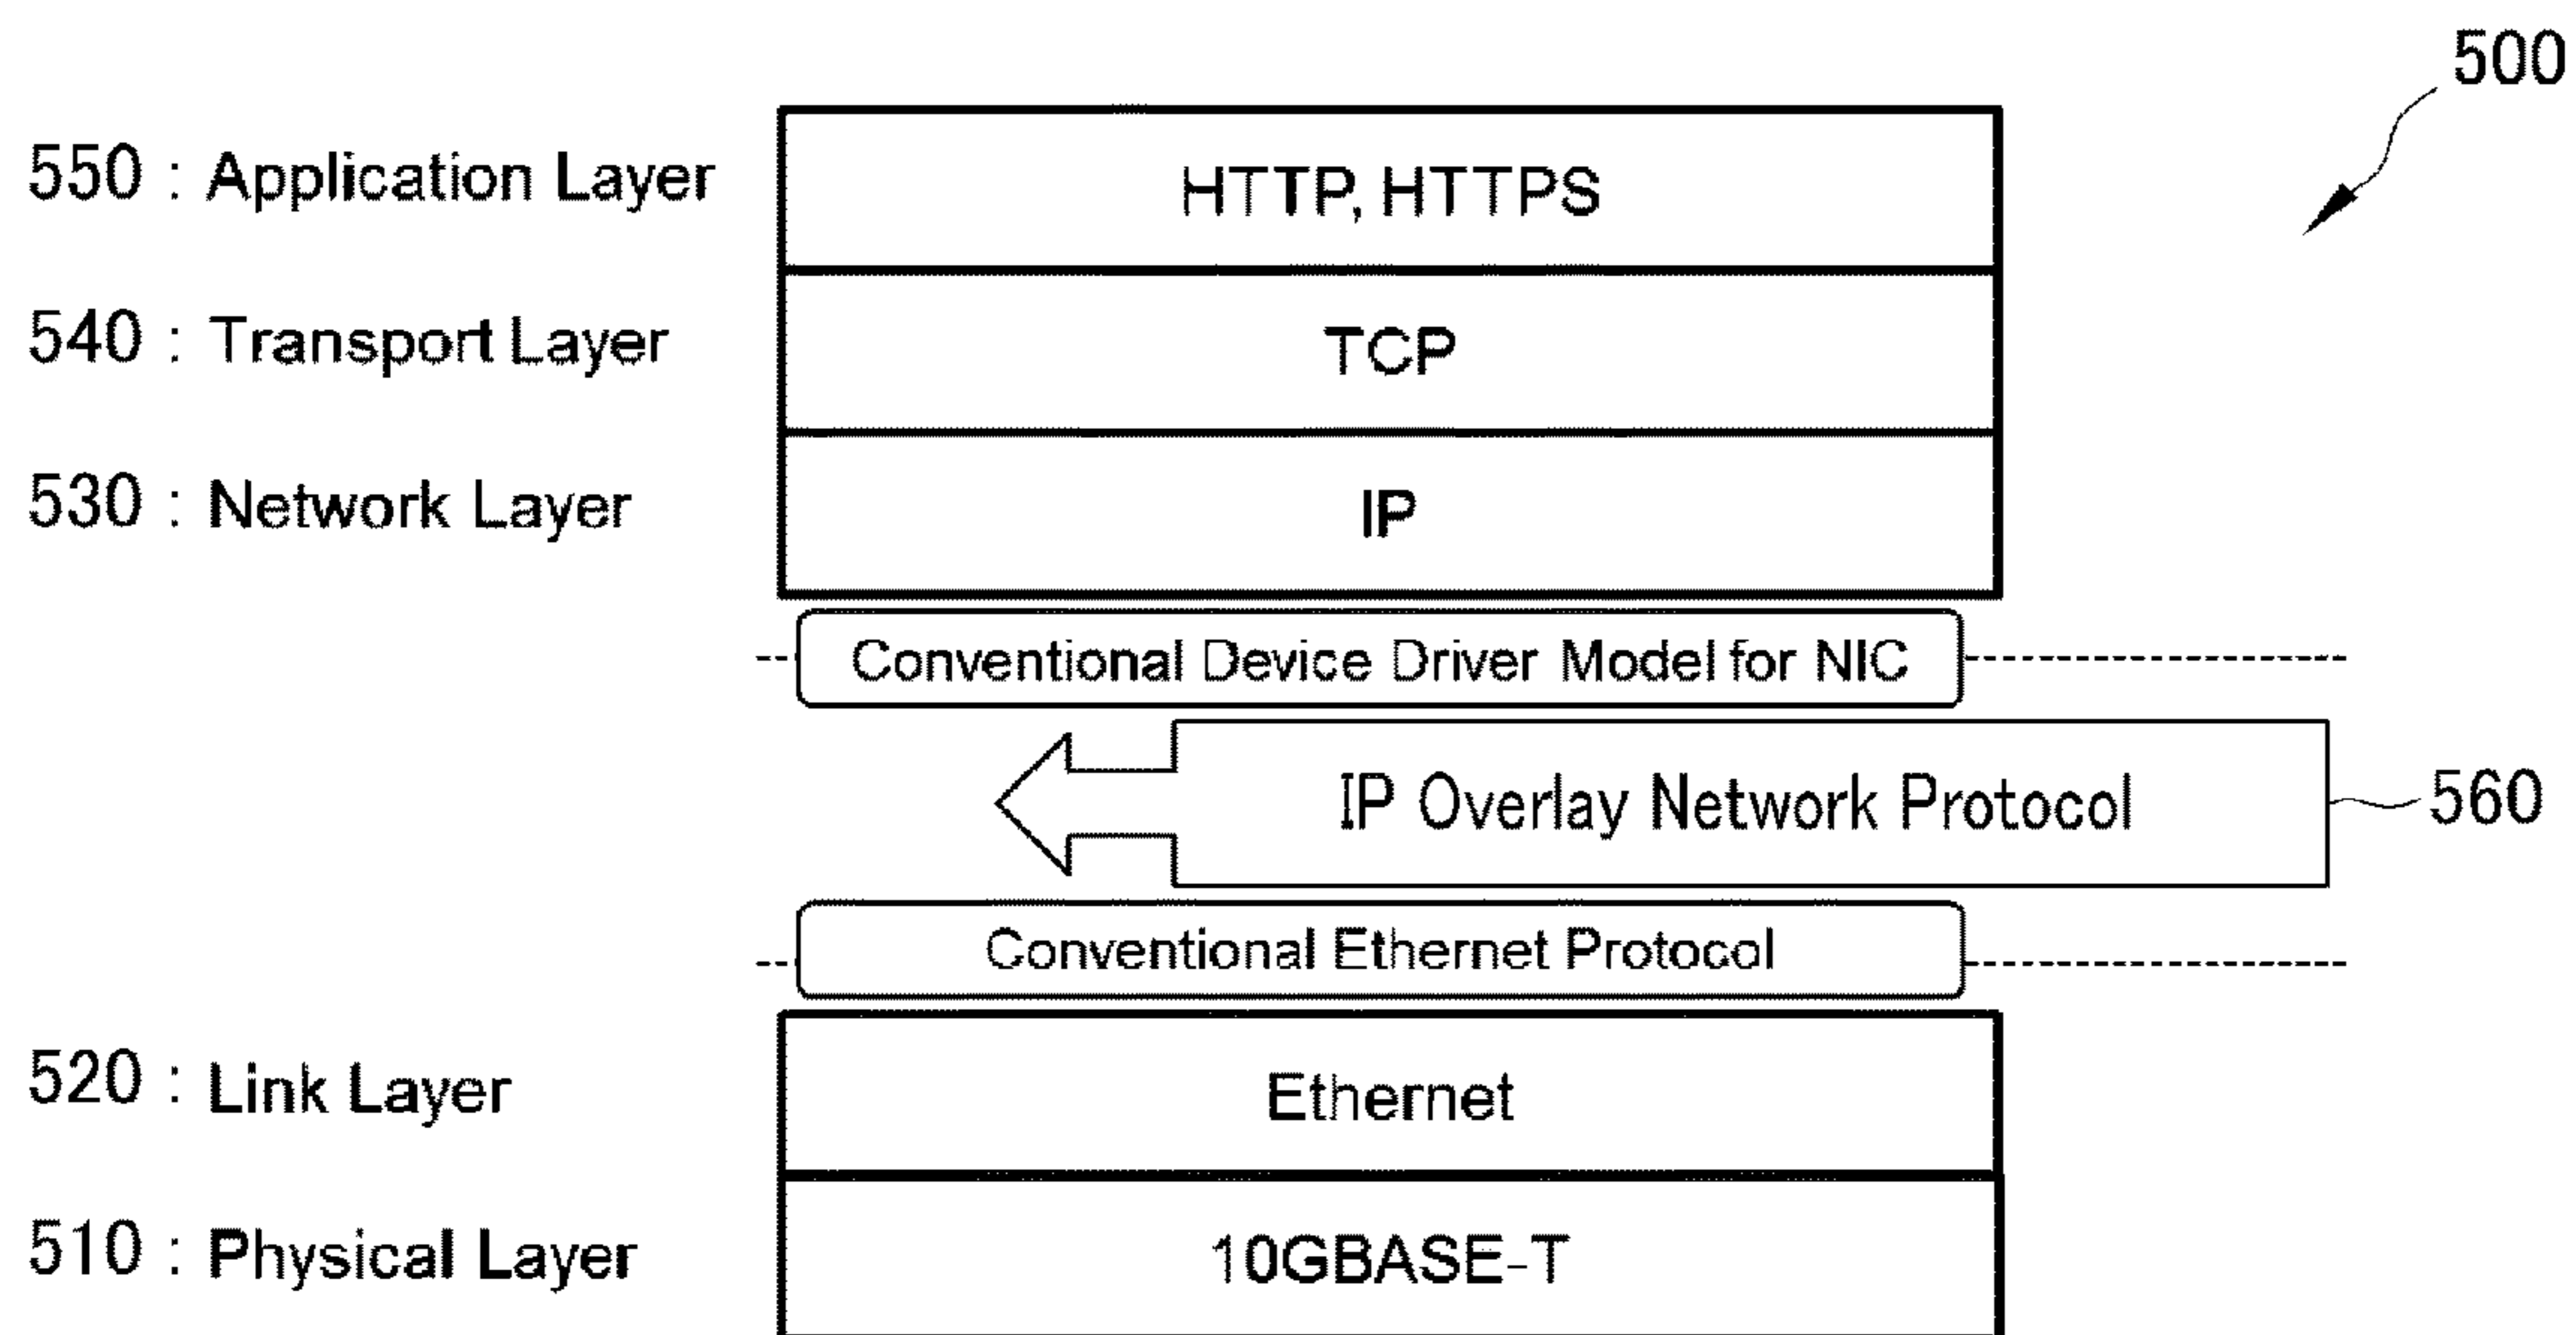 500
550 : Application Layer
HTTP, HTTPS
540 : Transport Layer
TCP
530 : Network Layer
IP
Conventional Device Driver Model for NIC
IP Overlay Network Protocol
560
Conventional Ethernet Protocol
520 : Link Layer
Ethernet
510 : Physical Layer
10GBASE-T